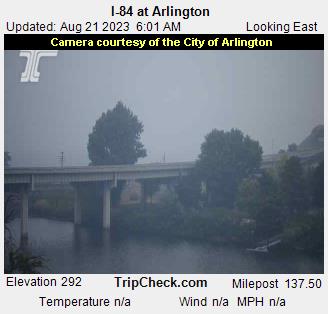 I-84 at Arlington
Updated: Aug 21 2023 6:01 AM Looking East
Camera courtesy of the City of Arlington
Elevation 292 TripCheck.com Milepost 137.50
Temperature n/a Wind n/a MPH n/a